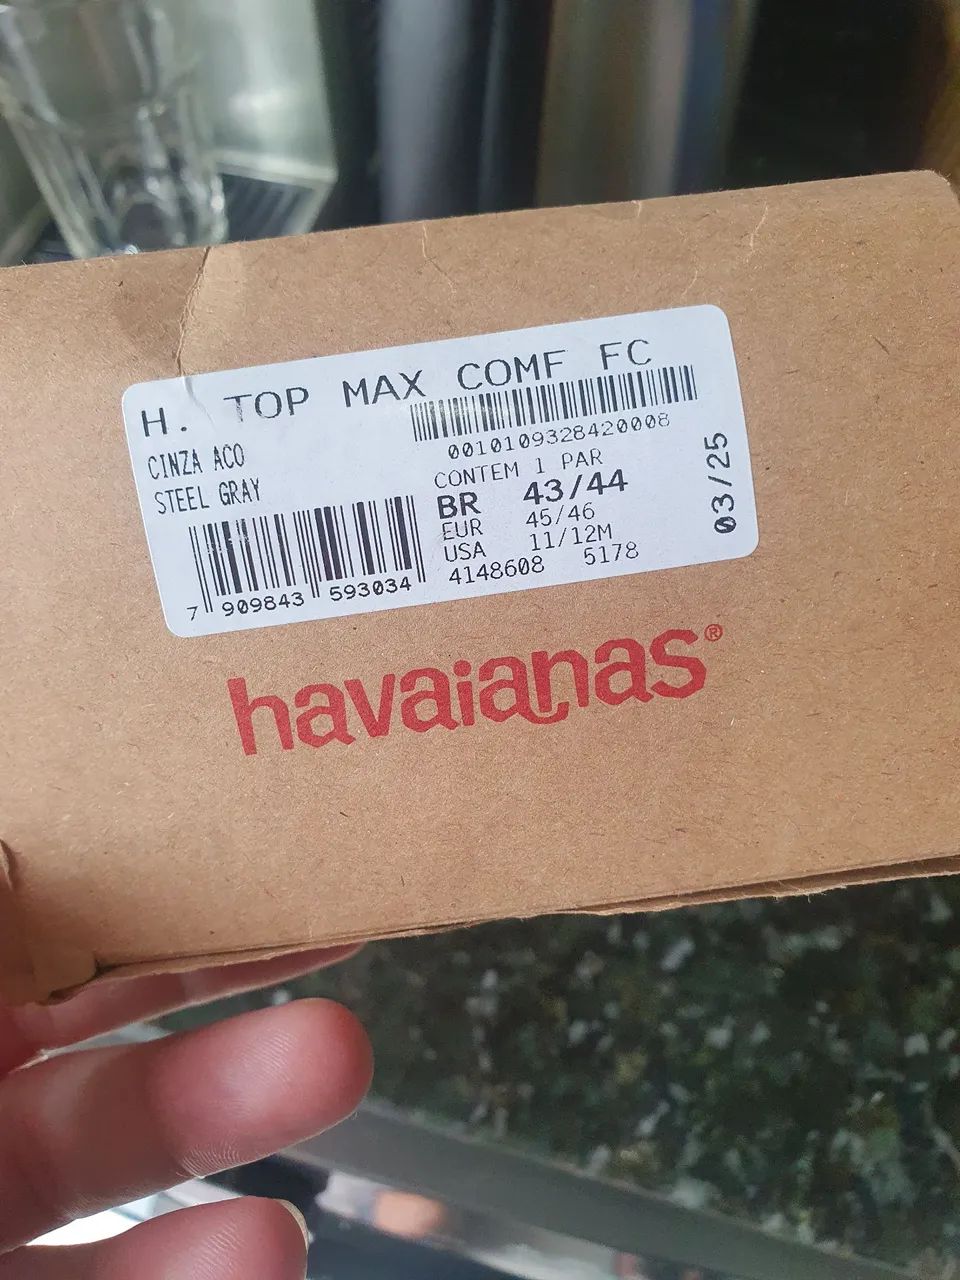 H. TOP MAX COMF FC
CINZA ACO
STEEL GRAY
0010109328420008
CONTEM 1 PAR
BR 43/44
EUR 45/46
USA 11/12M
4148608 5178
7 909843 593034
03/25
havaianas®